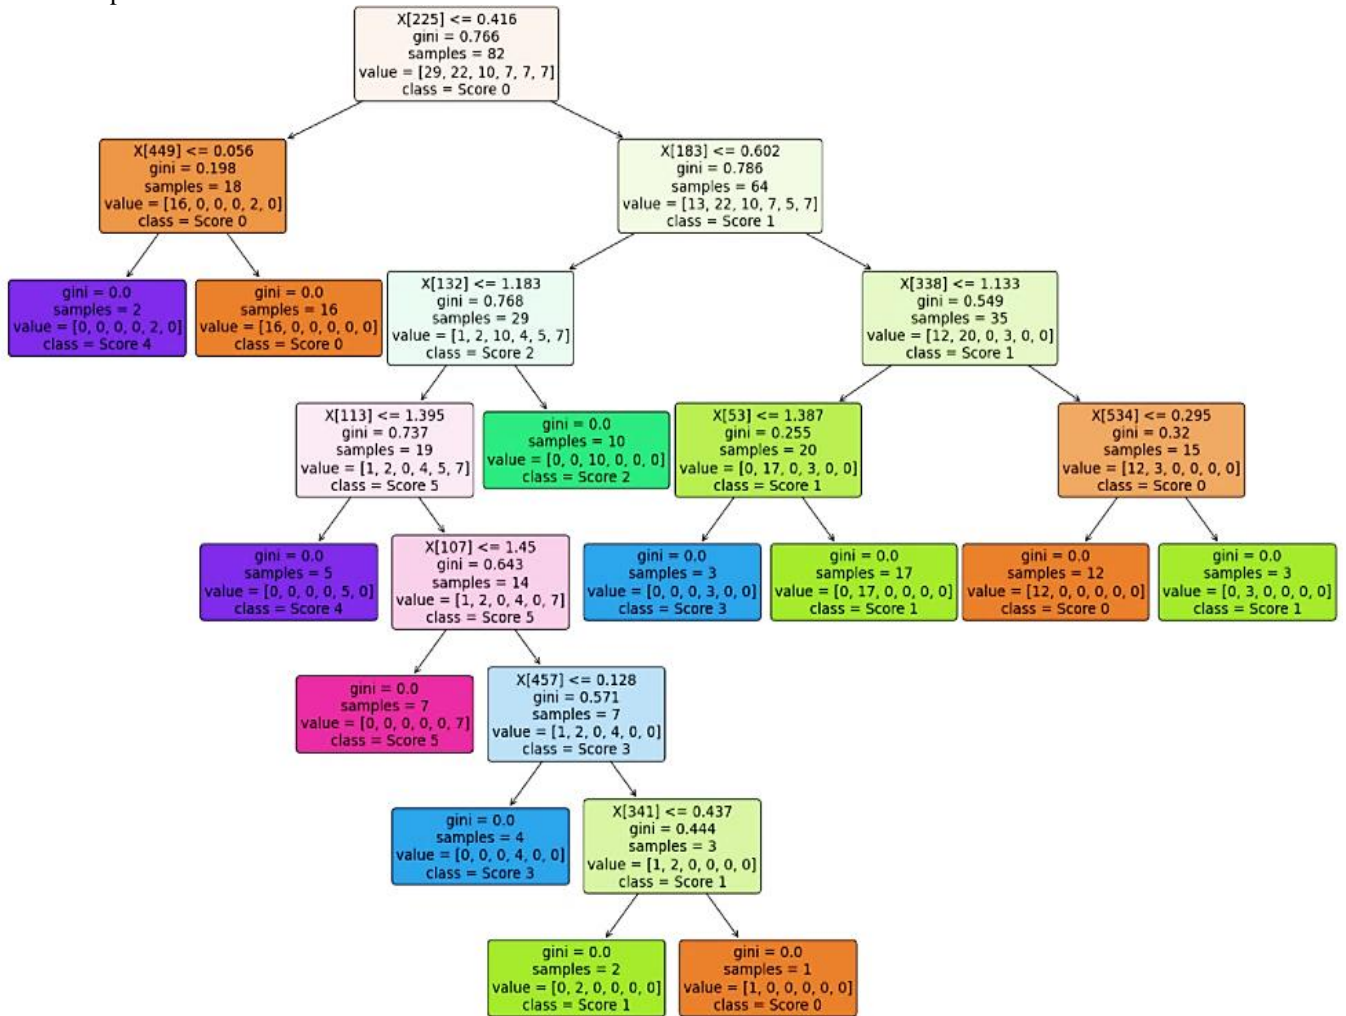 X[225] <= 0.416
gini = 0.766
samples = 82
value = [29, 22, 10, 7, 7, 7]
class = Score 0
X[449] <= 0.056
gini = 0.198
samples = 18
value = [16, 0, 0, 0, 2, 0]
class = Score 0
X[183] <= 0.602
gini = 0.786
samples = 64
value = [13, 22, 10, 7, 5, 7]
class = Score 1
gini = 0.0
samples = 2
value = [0, 0, 0, 0, 2, 0]
class = Score 4
gini = 0.0
samples = 16
value = [16, 0, 0, 0, 0, 0]
class = Score 0
X[132] <= 1.183
gini = 0.768
samples = 29
value = [1, 2, 10, 4, 5, 7]
class = Score 2
X[338] <= 1.133
gini = 0.549
samples = 35
value = [12, 20, 0, 3, 0, 0]
class = Score 1
X[113] <= 1.395
gini = 0.737
samples = 19
value = [1, 2, 0, 4, 5, 7]
class = Score 5
gini = 0.0
samples = 10
value = [0, 0, 10, 0, 0, 0]
class = Score 2
X[53] <= 1.387
gini = 0.255
samples = 20
value = [0, 17, 0, 3, 0, 0]
class = Score 1
X[534] <= 0.295
gini = 0.32
samples = 15
value = [12, 3, 0, 0, 0, 0]
class = Score 0
gini = 0.0
samples = 5
value = [0, 0, 0, 0, 5, 0]
class = Score 4
X[107] <= 1.45
gini = 0.643
samples = 14
value = [1, 2, 0, 4, 0, 7]
class = Score 5
gini = 0.0
samples = 3
value = [0, 0, 0, 3, 0, 0]
class = Score 3
gini = 0.0
samples = 17
value = [0, 17, 0, 0, 0, 0]
class = Score 1
gini = 0.0
samples = 12
value = [12, 0, 0, 0, 0, 0]
class = Score 0
gini = 0.0
samples = 3
value = [0, 3, 0, 0, 0, 0]
class = Score 1
gini = 0.0
samples = 7
value = [0, 0, 0, 0, 0, 7]
class = Score 5
X[457] <= 0.128
gini = 0.571
samples = 7
value = [1, 2, 0, 4, 0, 0]
class = Score 3
gini = 0.0
samples = 4
value = [0, 0, 0, 4, 0, 0]
class = Score 3
X[341] <= 0.437
gini = 0.444
samples = 3
value = [1, 2, 0, 0, 0, 0]
class = Score 1
gini = 0.0
samples = 2
value = [0, 2, 0, 0, 0, 0]
class = Score 1
gini = 0.0
samples = 1
value = [1, 0, 0, 0, 0, 0]
class = Score 0